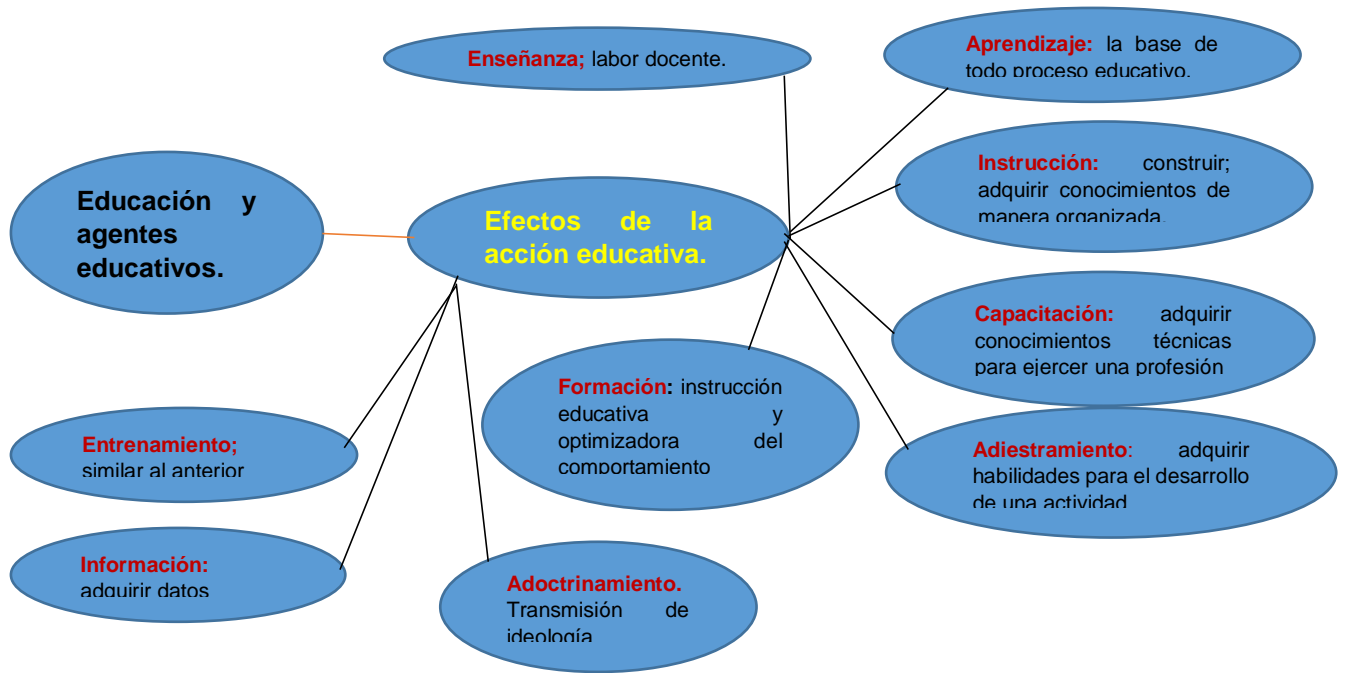 Enseñanza; labor docente.
Aprendizaje: la base de
todo proceso educativo.
Educación y
agentes
educativos.
Efectos de la
acción educativa.
Instrucción: construir;
adquirir conocimientos de
manera organizada.
Capacitación: adquirir
conocimientos técnicas
para ejercer una profesión
Formación: instrucción
educativa y
optimizadora del
comportamiento
Adiestramiento: adquirir
habilidades para el desarrollo
de una actividad
Entrenamiento;
similar al anterior
Información:
adquirir datos
Adoctrinamiento.
Transmisión de
ideología